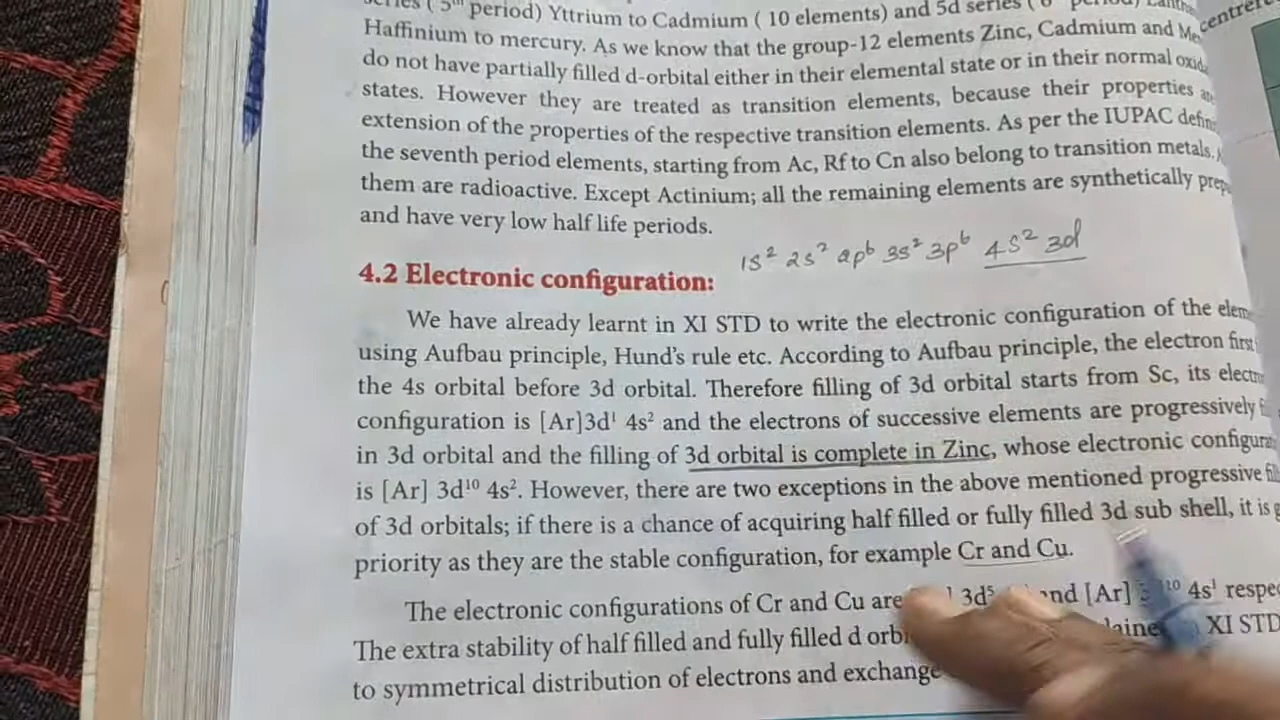 period) Yttrium to Cadmium ( 10 elements) and 5d series
centre
Haffinium to mercury. As we know that the group-12 elements Zinc, Cadmium and
do not have partially filled d-orbital either in their elemental state or in their normal
states. However they are treated as transition elements, because their properties
extension of the properties of the respective transition elements. As per the IUPAC
the seventh period elements, starting from Ac, Rf to Cn also belong to transition metals.
them are radioactive. Except Actinium; all the remaining elements are synthetically
and have very low half life periods.
1s² 2s² 2p⁶ 3s² 3p⁶ 4s² 3d
4.2 Electronic configuration:
We have already learnt in XI STD to write the electronic configuration of the
using Aufbau principle, Hund's rule etc. According to Aufbau principle, the electron first
the 4s orbital before 3d orbital. Therefore filling of 3d orbital starts from Sc, its
configuration is [Ar]3d¹ 4s² and the electrons of successive elements are progressively
in 3d orbital and the filling of 3d orbital is complete in Zinc, whose electronic
is [Ar] 3d¹⁰ 4s². However, there are two exceptions in the above mentioned progressive
of 3d orbitals; if there is a chance of acquiring half filled or fully filled 3d sub shell, it is
priority as they are the stable configuration, for example Cr and Cu.
The electronic configurations of Cr and Cu are 3d⁵ and [Ar] 4s¹
The extra stability of half filled and fully filled d XI STD
to symmetrical distribution of electrons and exchange